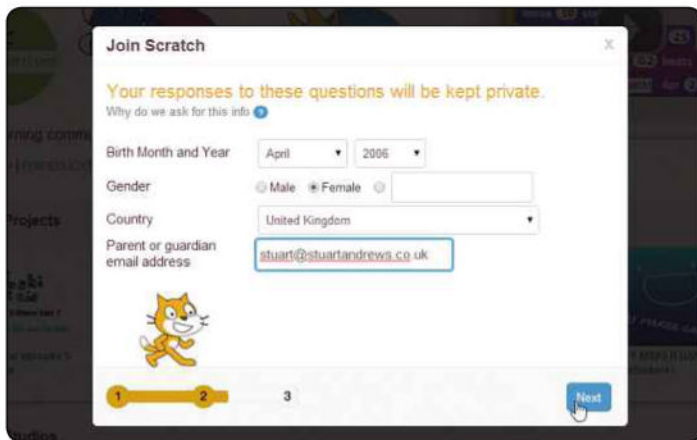 Join Scratch
X
Your responses to these questions will be kept private.
Why do we ask for this info ?
Birth Month and Year April 2006
Gender Male Female
Country United Kingdom
Parent or guardian
email address
stuart@stuartandrews.co.uk
1 2 3
Next
Projects